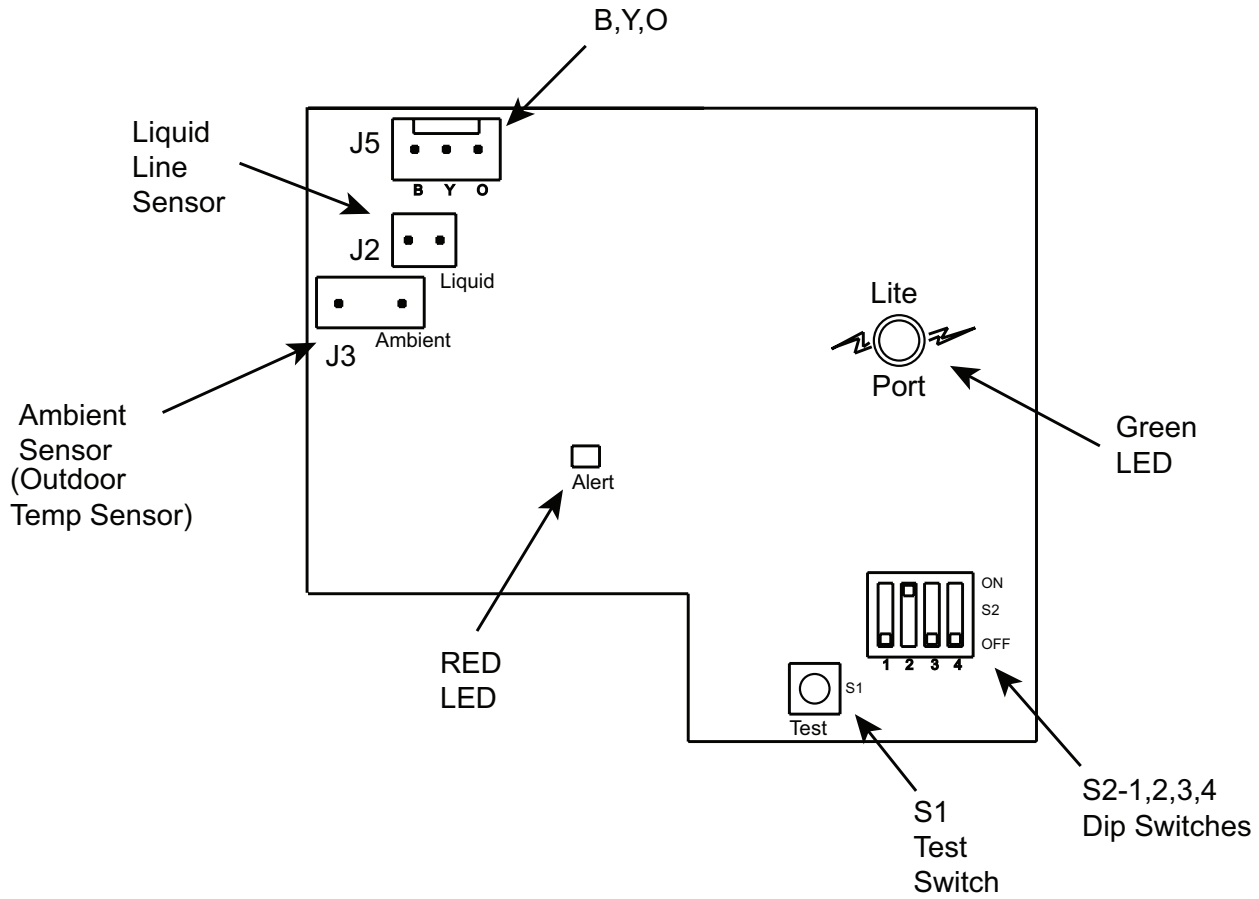 B,Y,O
Liquid
Line
Sensor
J5
B Y O
J2
Liquid
Ambient
J3
Ambient
Sensor
(Outdoor
Temp Sensor)
Lite
Port
Green
LED
Alert
RED
LED
ON
S2
OFF
1 2 3 4
S1
Test
S1
Test
Switch
S2-1,2,3,4
Dip Switches